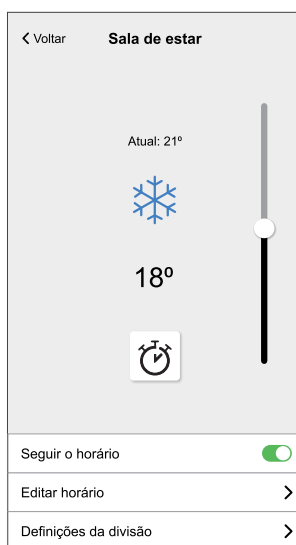 Voltar
Sala de estar
Atual: 21º
18º
Seguir o horário
Editar horário
Definições da divisão